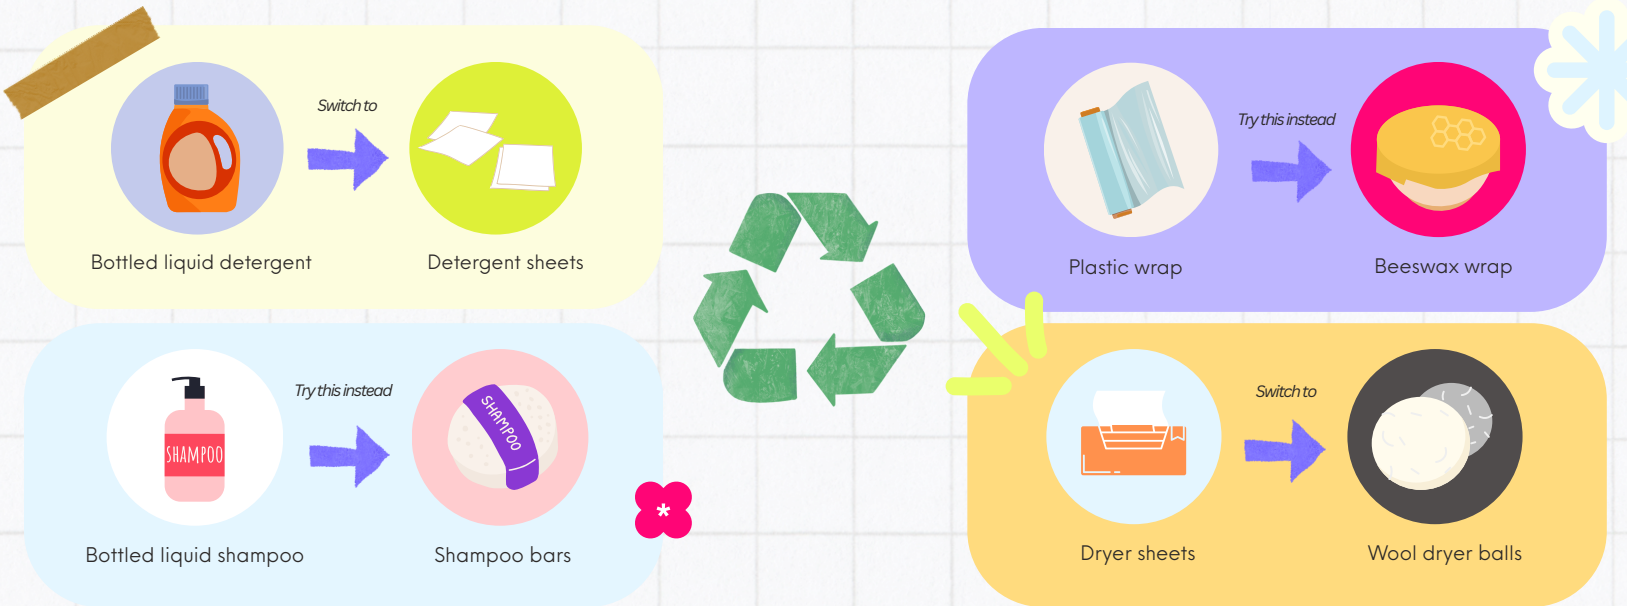 Switch to
Bottled liquid detergent
Detergent sheets
Try this instead
SHAMPOO
SHAMPOO
Bottled liquid shampoo
Shampoo bars
*
Try this instead
Plastic wrap
Beeswax wrap
Switch to
Dryer sheets
Wool dryer balls